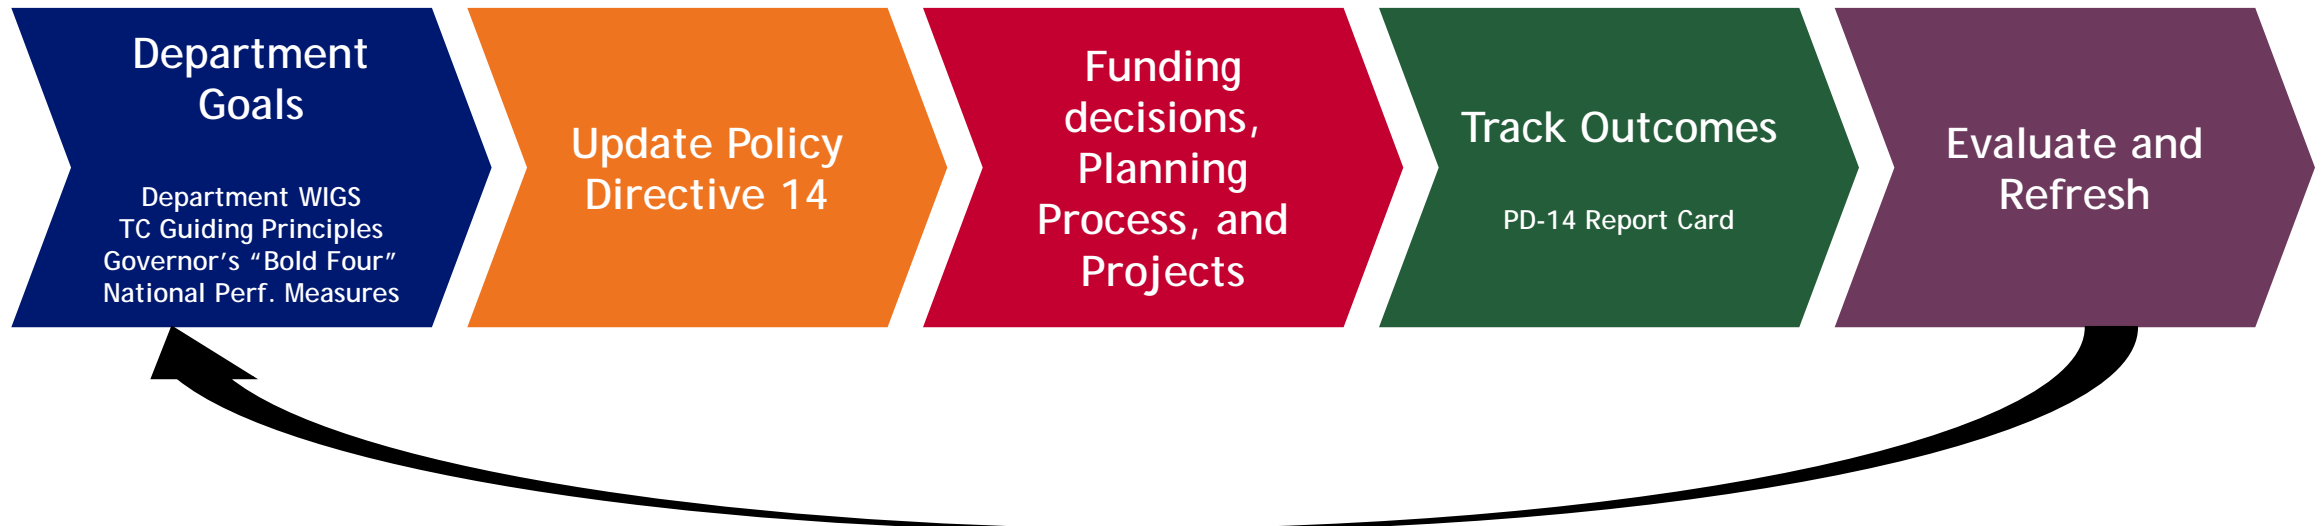 Department
Goals
Department WIGS
TC Guiding Principles
Governor's “Bold Four”
National Perf. Measures
Update Policy
Directive 14
Funding
decisions,
Planning
Process, and
Projects
Track Outcomes
PD-14 Report Card
Evaluate and
Refresh